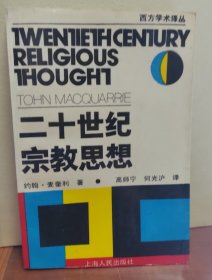 西方学术译丛
TWENTIETH CENTURY
RELIGIOUS
THOUGHT
TOHN MACQUARRIE
二十世纪
宗教思想
约翰·麦奎利 著 • 高师宁 何光沪 译
上海人民出版社